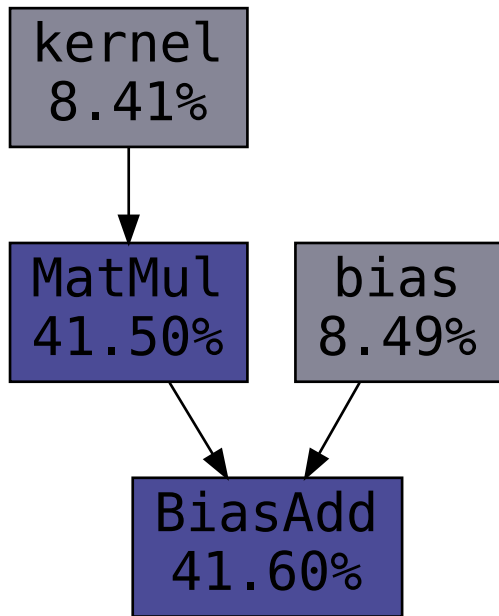 kernel
8.41%
MatMul
41.50%
bias
8.49%
BiasAdd
41.60%